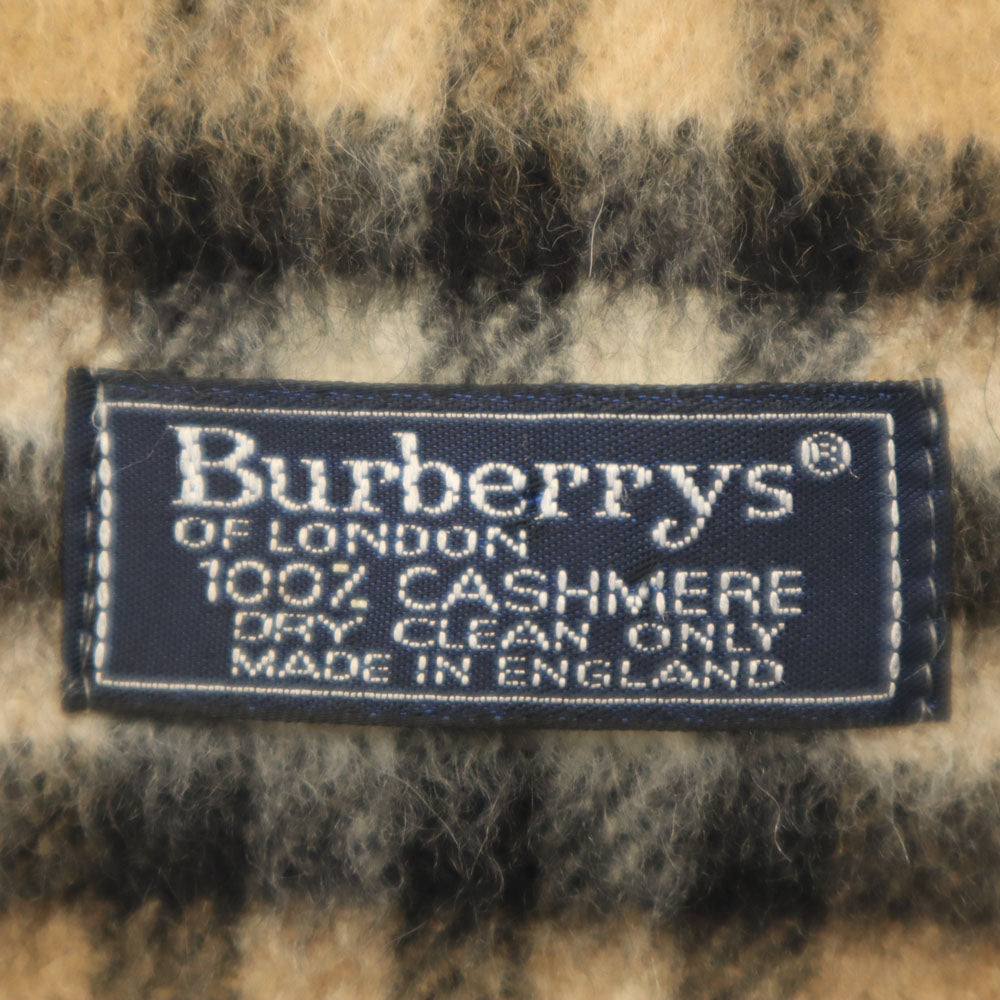 Burberrys®
OF LONDON
100% CASHMERE
DRY CLEAN ONLY
MADE IN ENGLAND